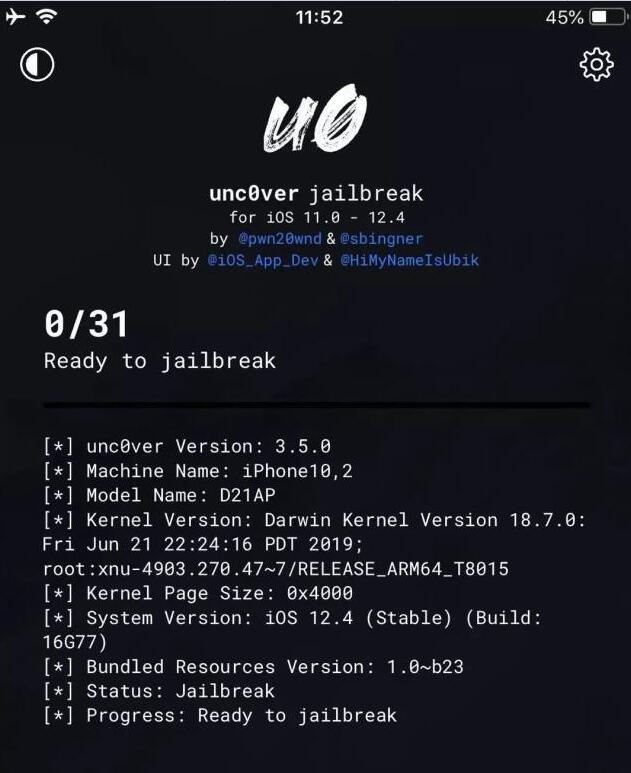 11:52
45%
u0
unc0ver jailbreak
for iOS 11.0 - 12.4
by @pwn20wnd & @sbingner
UI by @iOS_App_Dev & @HiMyNameIsUbik
0/31
Ready to jailbreak
[*] unc0ver Version: 3.5.0
[*] Machine Name: iPhone10,2
[*] Model Name: D21AP
[*] Kernel Version: Darwin Kernel Version 18.7.0:
Fri Jun 21 22:24:16 PDT 2019;
root:xnu-4903.270.47~7/RELEASE_ARM64_T8015
[*] Kernel Page Size: 0x4000
[*] System Version: iOS 12.4 (Stable) (Build:
16G77)
[*] Bundled Resources Version: 1.0~b23
[*] Status: Jailbreak
[*] Progress: Ready to jailbreak